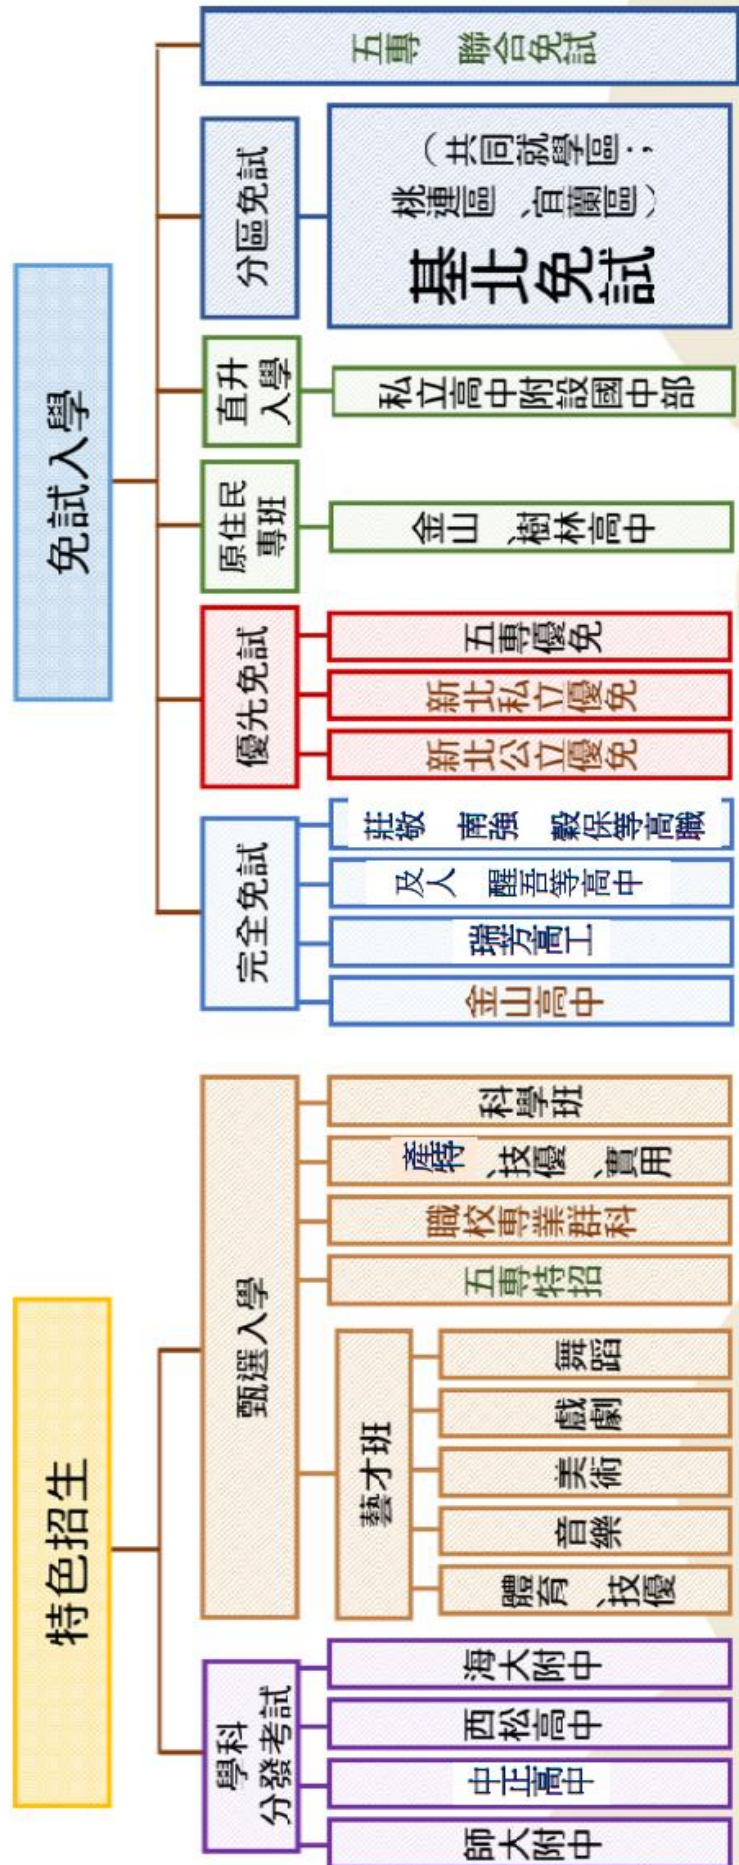 特色招生
學科
分發考試
師大附中
中正高中
西松高中
海大附中
甄選入學
藝才班
體育、技優
音樂
美術
戲劇
舞蹈
五專特招
職校專業群科
產特、技優、實用
科學班
免試入學
完全免試
金山高中
瑞芳高工
及人 醒吾等高中
莊敬 南強 穀保等高職
優先免試
新北公立優免
新北私立優免
五專優免
原住民
專班
金山、樹林高中
直升
入學
私立高中附設國中部
分區免試
基北免試
(共同就學區;
桃連區、宜蘭區)
五專 聯合免試